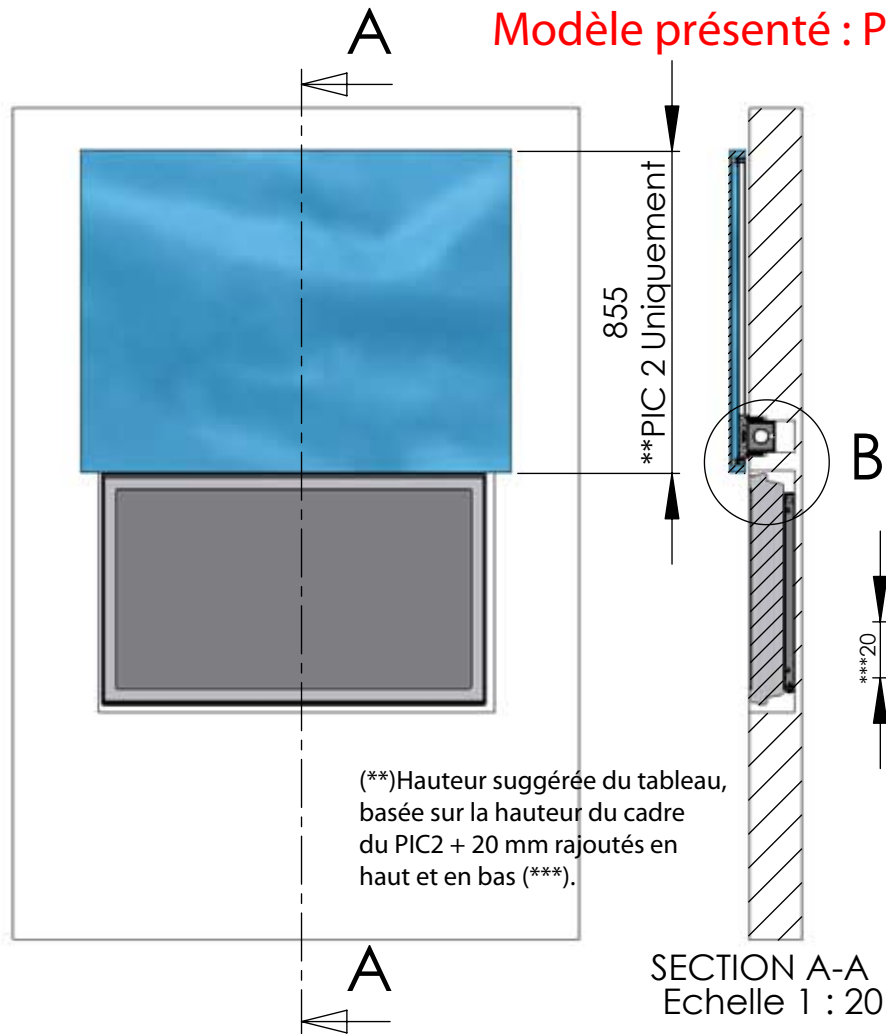 A
Modèle présenté : P
855
**PIC 2 Uniquement
B
***20
(**)Hauteur suggérée du tableau,
basée sur la hauteur du cadre
du PIC2 + 20 mm rajoutés en
haut et en bas (***).
A
SECTION A-A
Echelle 1 : 20